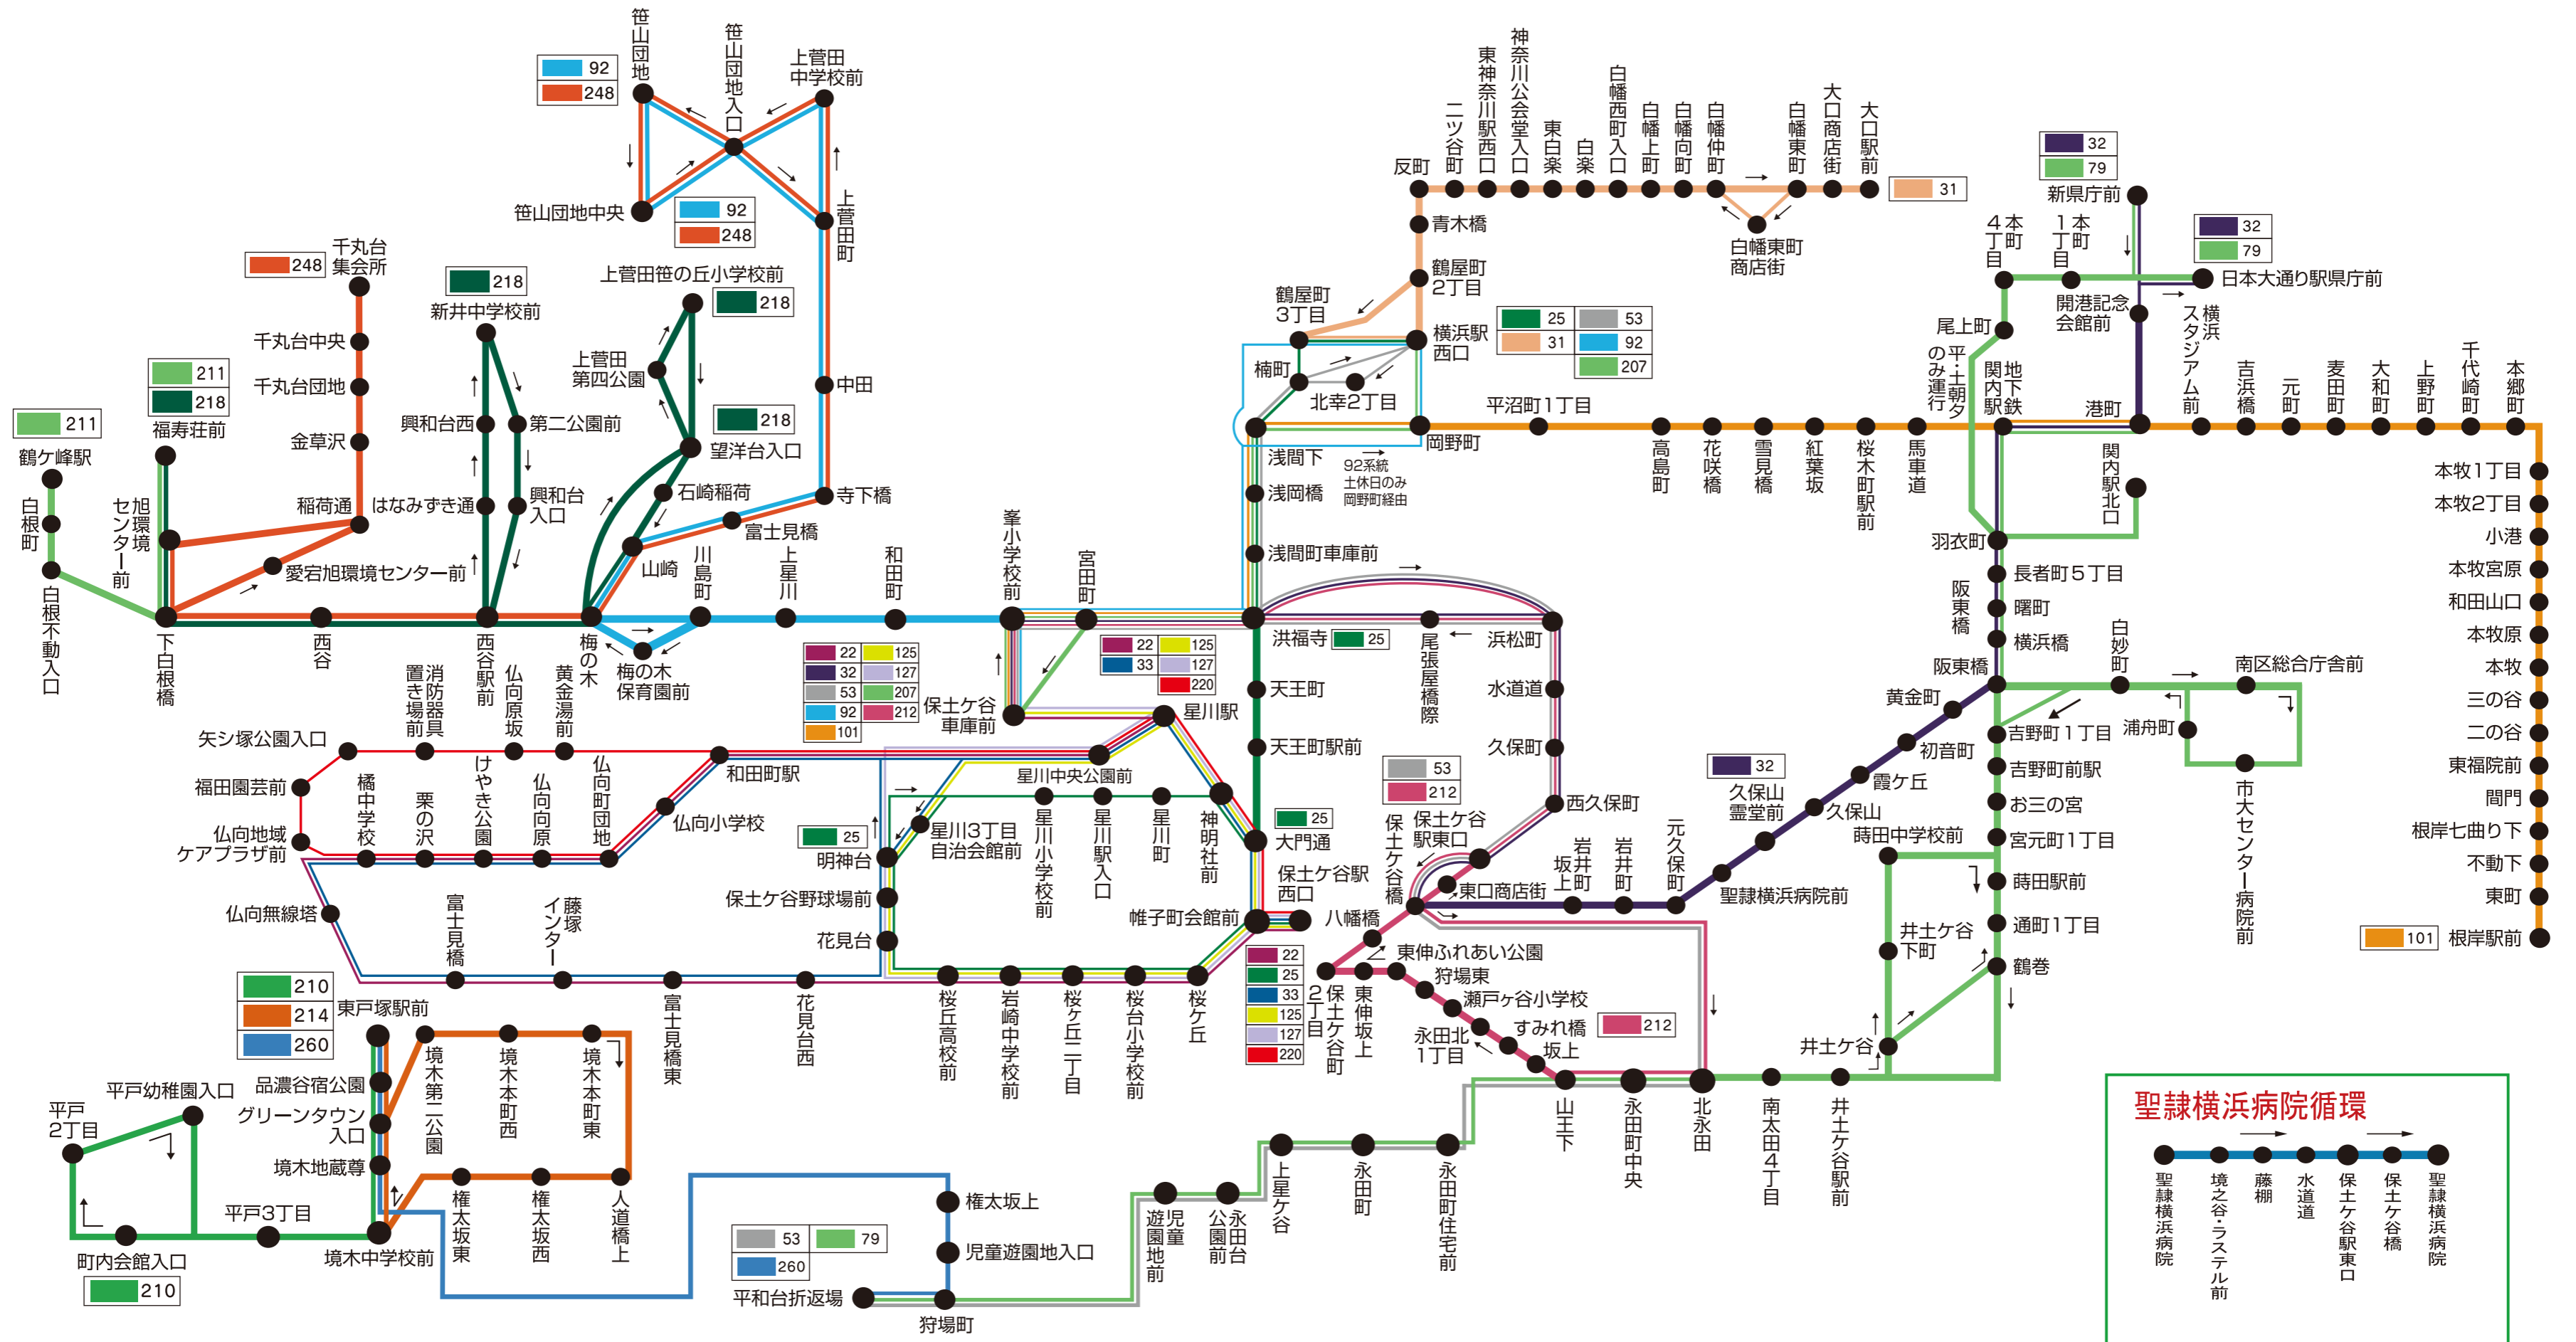 笹山団地
笹山団地入口
上菅田
中学校前
92
248
笹山団地中央
92
248
上菅田町
248
千丸台
集会所
千丸台中央
千丸台団地
金草沢
稲荷通
愛宕旭環境センター前
218
新井中学校前
興和台西
第二公園前
はなみずき通
興和台
入口
上菅田笹の丘小学校前
218
上菅田
第四公園
218
望洋台入口
石崎稲荷
中田
寺下橋
富士見橋
山崎
211
218
福寿荘前
211
鶴ケ峰駅
白根町
白根不動入口
旭環境
センター前
下白根橋
西谷
西谷駅前
梅の木
梅の木
保育園前
川島町
上星川
和田町
峯小学校前
宮田町
22
125
32
127
53
207
92
212
101
保土ケ谷
車庫前
22
125
33
127
220
星川駅
洪福寺
25
天王町
天王町駅前
尾張屋橋際
浜松町
水道道
久保町
西久保町
浅間町車庫前
浅岡橋
浅間下
92系統
土休日のみ
岡野町経由
岡野町
楠町
北幸2丁目
鶴屋町
3丁目
鶴屋町
2丁目
横浜駅
西口
25
53
31
92
207
青木橋
反町
二ツ谷町
東神奈川駅西口
神奈川公会堂入口
東白楽
白楽
白幡西町入口
白幡上町
白幡向町
白幡仲町
白幡東町
大口商店街
大口駅前
31
白幡東町
商店街
平沼町1丁目
高島町
花咲橋
雪見橋
紅葉坂
桜木町駅前
馬車道
地下鉄
関内駅
平・土朝夕
のみ運行
尾上町
本町
4丁目
本町
1丁目
開港記念
会館前
32
79
新県庁前
32
79
日本大通り駅県庁前
港町
横浜
スタジアム前
吉浜橋
元町
麦田町
大和町
上野町
千代崎町
本郷町
本牧1丁目
本牧2丁目
小港
本牧宮原
和田山口
本牧原
本牧
三の谷
二の谷
東福院前
間門
根岸七曲り下
不動下
東町
101
根岸駅前
関内駅北口
羽衣町
長者町5丁目
曙町
阪東橋
横浜橋
阪東橋
白妙町
南区総合庁舎前
浦舟町
市大センター病院前
吉野町1丁目
吉野町前駅
お三の宮
宮元町1丁目
蒔田中学校前
蒔田駅前
通町1丁目
井土ケ谷
下町
鶴巻
井土ケ谷
黄金町
初音町
霞ケ丘
久保山
久保山
霊堂前
32
聖隷横浜病院前
元久保町
岩井町
岩井町
坂上
53
212
保土ケ谷
駅東口
保土ケ谷橋
東口商店街
八幡橋
保土ケ谷町
2丁目
東伸坂上
東伸ふれあい公園
狩場東
瀬戸ヶ谷小学校
すみれ橋
永田北
1丁目
坂上
212
山王下
永田町中央
北永田
南太田4丁目
井土ケ谷駅前
永田町住宅前
永田町
上星ケ谷
永田台
公園前
児童
遊園地前
狩場町
平和台折返場
53
79
260
児童遊園地入口
権太坂上
消防器具
置き場前
仏向原坂
黄金湯前
矢シ塚公園入口
福田園芸前
仏向地域
ケアプラザ前
橘中学校
栗の沢
けやき公園
仏向向原
仏向町団地
仏向小学校
和田町駅
仏向無線塔
富士見橋
藤塚
インター
富士見橋東
花見台西
25
明神台
保土ケ谷野球場前
花見台
星川3丁目
自治会館前
星川中央公園前
星川小学校前
星川駅入口
星川町
神明社前
25
大門通
保土ケ谷駅
西口
帷子町会館前
22
25
33
125
127
220
桜丘高校前
岩崎中学校前
桜ヶ丘二丁目
桜台小学校前
桜ケ丘
210
214
260
東戸塚駅前
品濃谷宿公園
グリーンタウン
入口
境木地蔵尊
境木中学校前
境木第二公園
境木本町西
境木本町東
権太坂東
権太坂西
人道橋上
平戸幼稚園入口
平戸
2丁目
町内会館入口
210
平戸3丁目
聖隷横浜病院循環
聖隷横浜病院
境之谷・ラステル前
藤棚
水道道
保土ケ谷駅東口
保土ケ谷橋
聖隷横浜病院